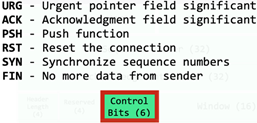 URG - Urgent pointer field significant
ACK - Acknowledgment field significant
PSH - Push function
RST - Reset the connection
SYN - Synchronize sequence numbers
FIN - No more data from sender
Control
Bits (6)
Window (16)